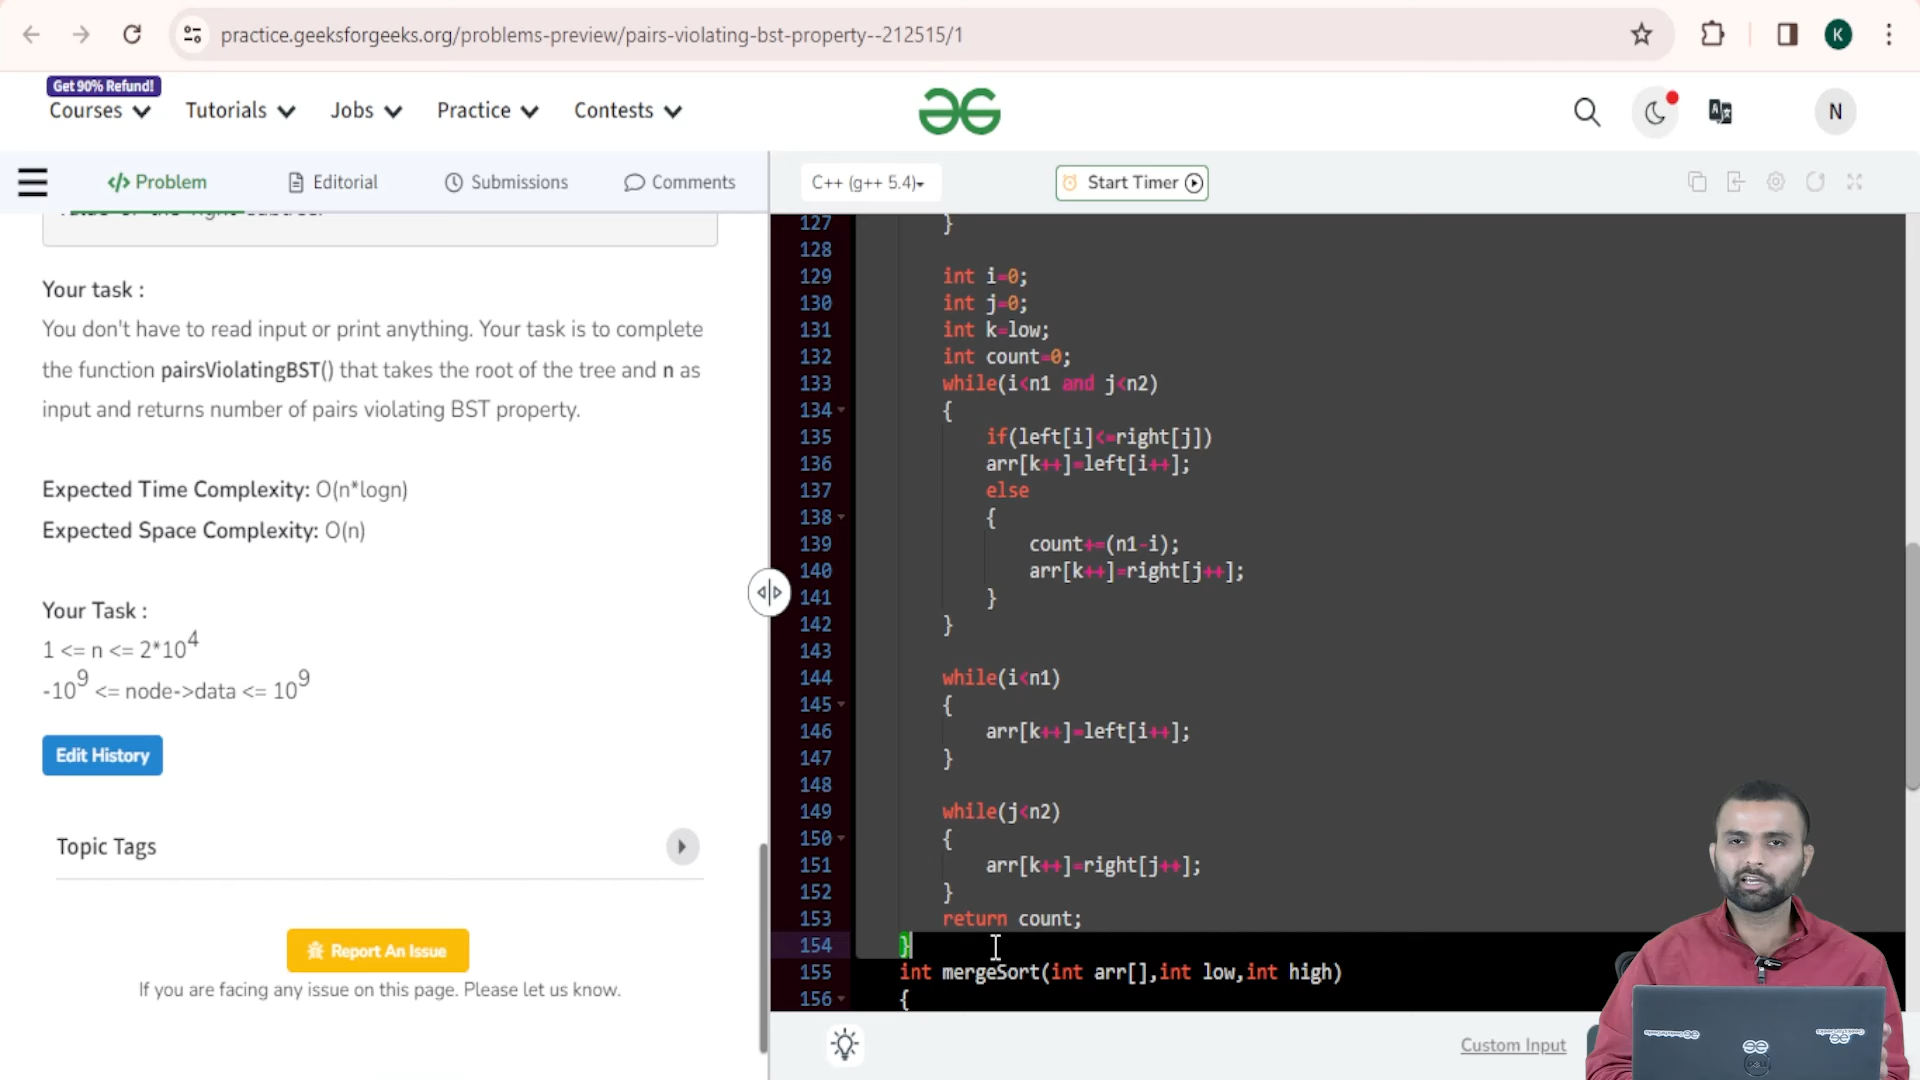 practice.geeksforgeeks.org/problems-preview/pairs-violating-bst-property--212515/1
K
Get 90% Refund!
Courses
Tutorials
Jobs
Practice
Contests
N
</> Problem
Editorial
Submissions
Comments
C++ (g++ 5.4)
Start Timer
Your task :
You don't have to read input or print anything. Your task is to complete
the function pairsViolatingBST() that takes the root of the tree and n as
input and returns number of pairs violating BST property.
Expected Time Complexity: O(n*logn)
Expected Space Complexity: O(n)
Your Task :
1 <= n <= 2*10^4
-10^9 <= node->data <= 10^9
Edit History
Topic Tags
Report An Issue
If you are facing any issue on this page. Please let us know.
127 }
128
129 int i=0;
130 int j=0;
131 int k=low;
132 int count=0;
133 while(i<n1 and j<n2)
134 {
135 if(left[i]<=right[j])
136 arr[k++]=left[i++];
137 else
138 {
139 count+=(n1-i);
140 arr[k++]=right[j++];
141 }
142 }
143
144 while(i<n1)
145 {
146 arr[k++]=left[i++];
147 }
148
149 while(j<n2)
150 {
151 arr[k++]=right[j++];
152 }
153 return count;
154 }
155 int mergeSort(int arr[],int low,int high)
156 {
Custom Input